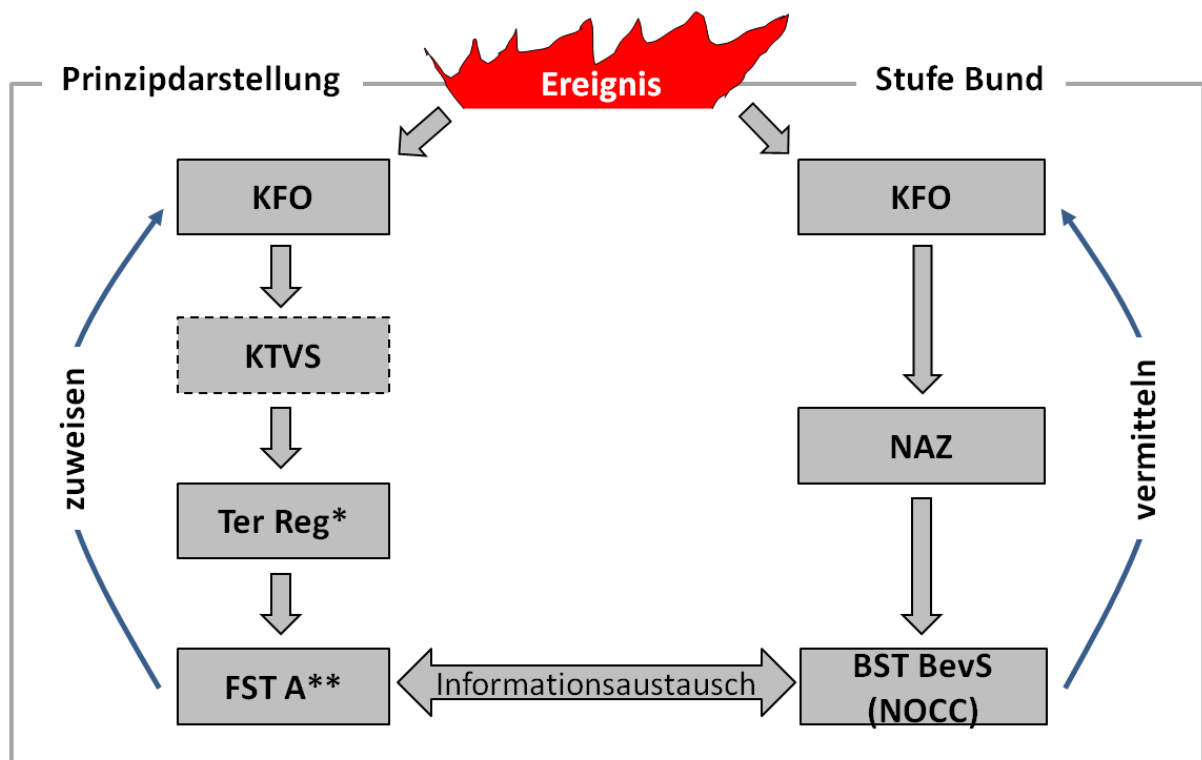 Prinzipdarstellung
Ereignis
Stufe Bund
KFO
KFO
KTVS
zuweisen
NAZ
vermitteln
Ter Reg*
FST A**
Informationsaustausch
BST BevS
(NOCC)